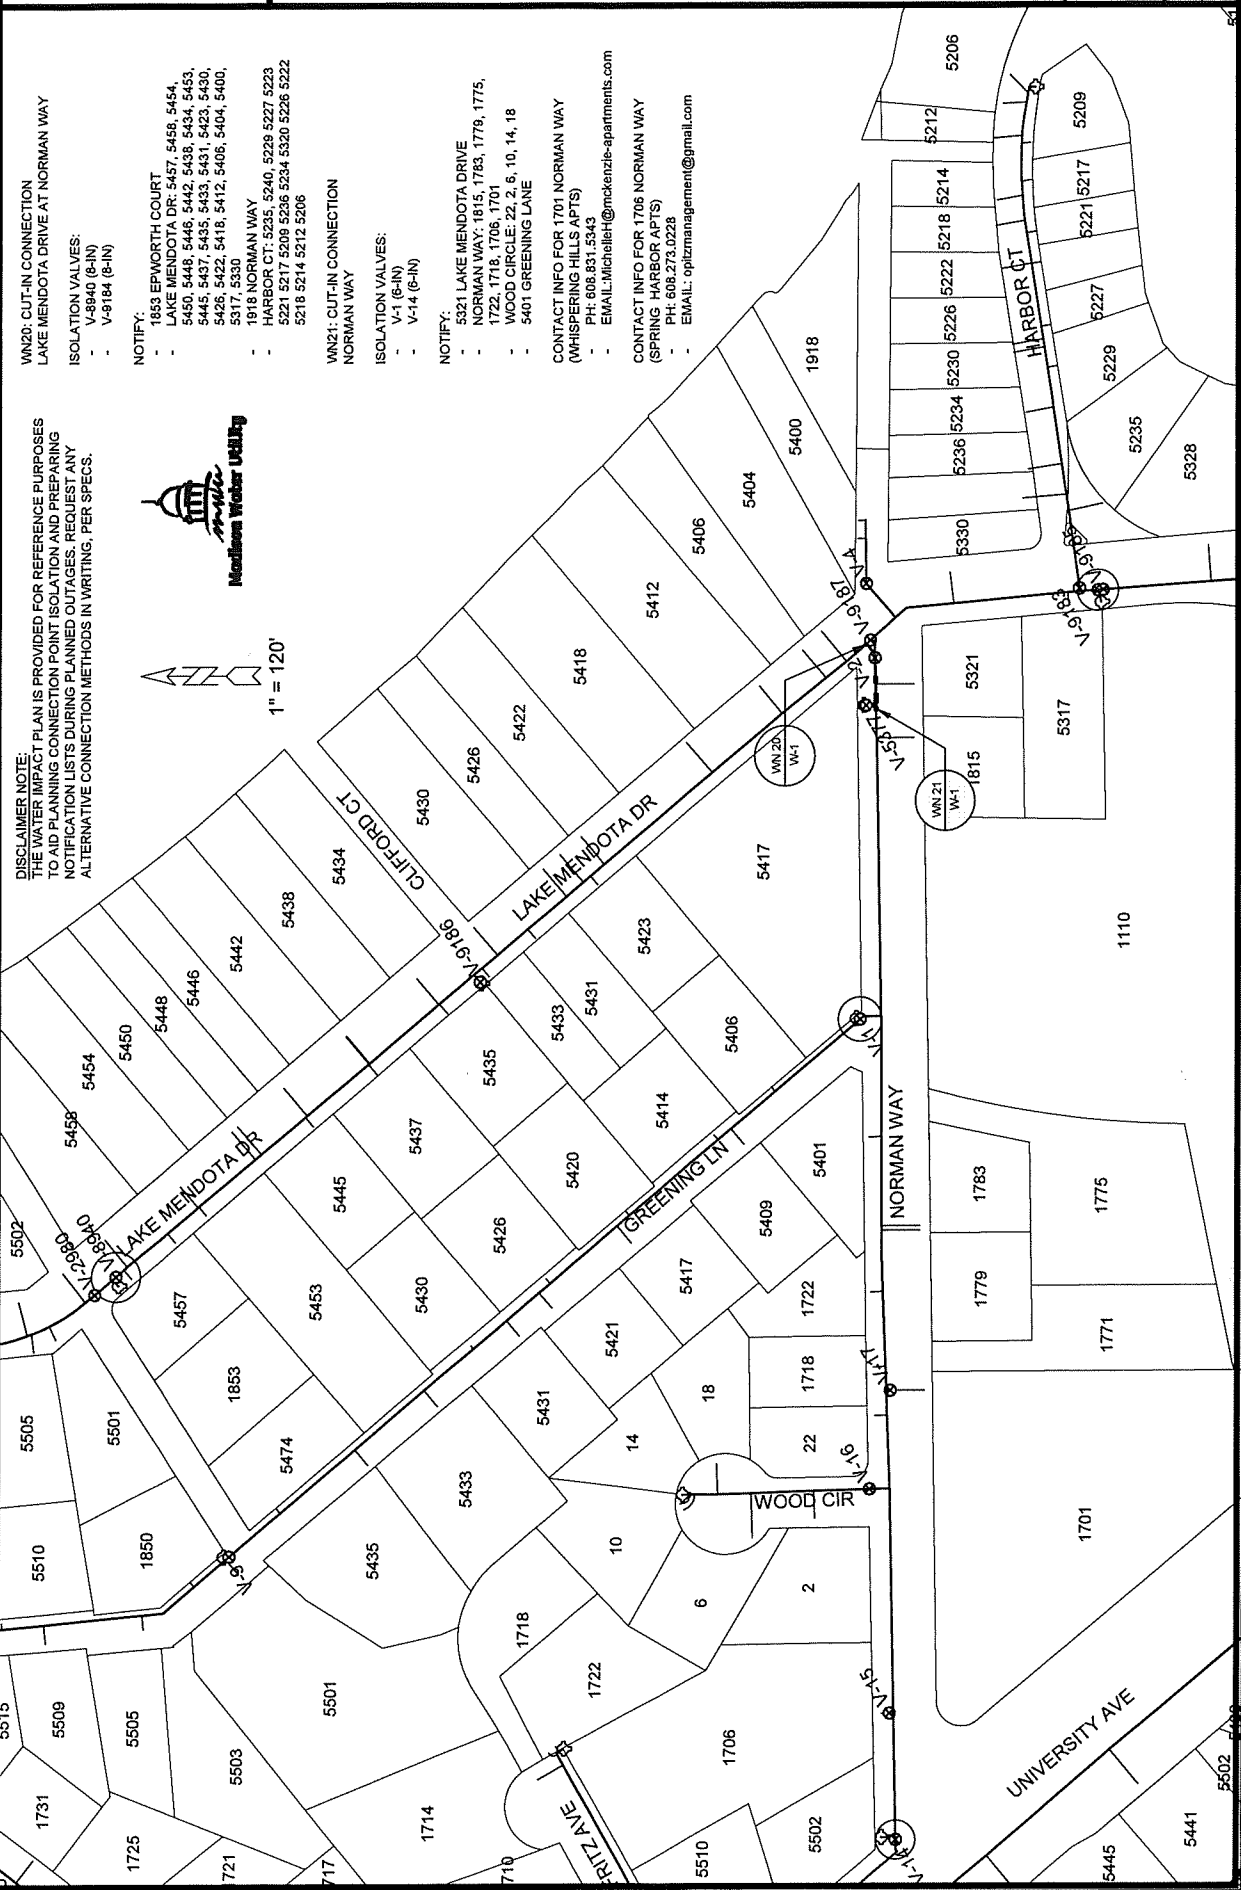 DISCLAIMER NOTE:
THE WATER IMPACT PLAN IS PROVIDED FOR REFERENCE PURPOSES
TO AID PLANNING CONNECTION POINT ISOLATION AND PREPARING
NOTIFICATION LISTS DURING PLANNED OUTAGES. REQUEST ANY
ALTERNATIVE CONNECTION METHODS IN WRITING, PER SPECS.
Madison Water Utility
1" = 120'
WN20: CUT-IN CONNECTION
LAKE MENDOTA DRIVE AT NORMAN WAY
ISOLATION VALVES:
- V-8940 (8-IN)
- V-9184 (8-IN)
NOTIFY:
- 1853 EPWORTH COURT
- LAKE MENDOTA DR: 5457, 5458, 5454,
5450, 5448, 5446, 5442, 5438, 5434, 5453,
5445, 5437, 5435, 5433, 5431, 5423, 5430,
5426, 5422, 5418, 5412, 5406, 5404, 5400,
5317, 5330
- 1918 NORMAN WAY
- HARBOR CT: 5235, 5240, 5229 5227 5223
5221 5217 5209 5236 5234 5320 5226 5222
5218 5214 5212 5206
WN21: CUT-IN CONNECTION
NORMAN WAY
ISOLATION VALVES:
- V-1 (6-IN)
- V-14 (6-IN)
NOTIFY:
- 5321 LAKE MENDOTA DRIVE
- NORMAN WAY: 1815, 1783, 1779, 1775,
1722, 1718, 1706, 1701
- WOOD CIRCLE: 22, 2, 6, 10, 14, 18
- 5401 GREENING LANE
CONTACT INFO FOR 1701 NORMAN WAY
(WHISPERING HILLS APTS)
- PH: 608.831.5343
- EMAIL:MichelleH@mckenzie-apartments.com
CONTACT INFO FOR 1706 NORMAN WAY
(SPRING HARBOR APTS)
- PH: 608.273.0228
- EMAIL: opitzmanagement@gmail.com
5502
5458
5454
5450
5448
5446
5442
5438
5434
CLIFFORD CT
5430
5426
5422
5418
5412
5406
5404
5400
1918
V-2980
V-8940
LAKE MENDOTA DR
V-9186
LAKE MENDOTA DR
WN 20
W-1
V-2
V-9187
V-4
V-5377
WN 21
W-1
5505
5501
5510
1850
5457
1853
5474
5453
5445
5437
5435
5433
5431
5423
5417
5430
5426
5420
5414
5406
V-9
GREENING LN
V-1
5435
5433
5431
5421
5417
5409
5401
1722
1718
22
18
14
10
6
2
WOOD CIR
V-16
V-17
NORMAN WAY
V-15
V-14
5515
5509
5505
5503
5501
1731
1725
1721
1717
1714
1710
1718
1722
FRITZ AVE
1706
5510
5502
UNIVERSITY AVE
5445
5441
5502
1701
1771
1779
1783
1775
1110
1815
5321
5317
V-9183
V-9185
5330
5236
5234
5230
5226
5222
5218
5214
5212
5206
HARBOR CT
5209
5217
5221
5227
5229
5235
5328